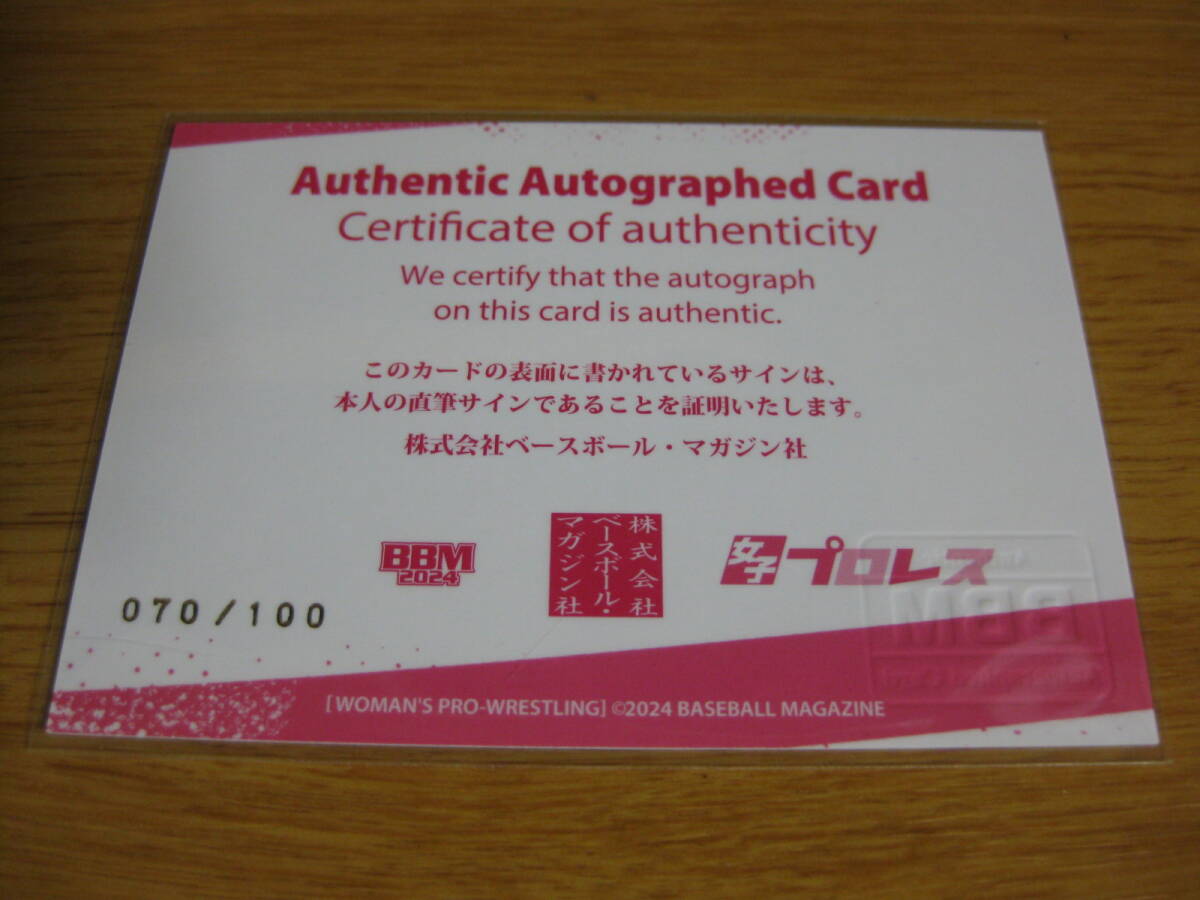 Authentic Autographed Card
Certificate of authenticity
We certify that the autograph
on this card is authentic.
このカードの表面に書かれているサインは、
本人の直筆サインであることを証明いたします。
株式会社ベースボール・マガジン社
BBM
2024
株式会社
ベースボール・
マガジン社
女子プロレス
BBM
070/100
[WOMAN'S PRO-WRESTLING] ©2024 BASEBALL MAGAZINE